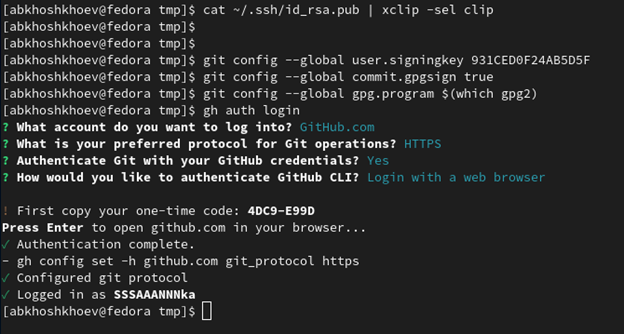 [abkhoshkhoev@fedora tmp]$ cat ~/.ssh/id_rsa.pub | xclip -sel clip
[abkhoshkhoev@fedora tmp]$
[abkhoshkhoev@fedora tmp]$
[abkhoshkhoev@fedora tmp]$ git config --global user.signingkey 931CED0F24AB5D5F
[abkhoshkhoev@fedora tmp]$ git config --global commit.gpgsign true
[abkhoshkhoev@fedora tmp]$ git config --global gpg.program $(which gpg2)
[abkhoshkhoev@fedora tmp]$ gh auth login
? What account do you want to log into? GitHub.com
? What is your preferred protocol for Git operations? HTTPS
? Authenticate Git with your GitHub credentials? Yes
? How would you like to authenticate GitHub CLI? Login with a web browser
! First copy your one-time code: 4DC9-E99D
Press Enter to open github.com in your browser...
✓ Authentication complete.
- gh config set -h github.com git_protocol https
✓ Configured git protocol
✓ Logged in as SSSAAANNNka
[abkhoshkhoev@fedora tmp]$